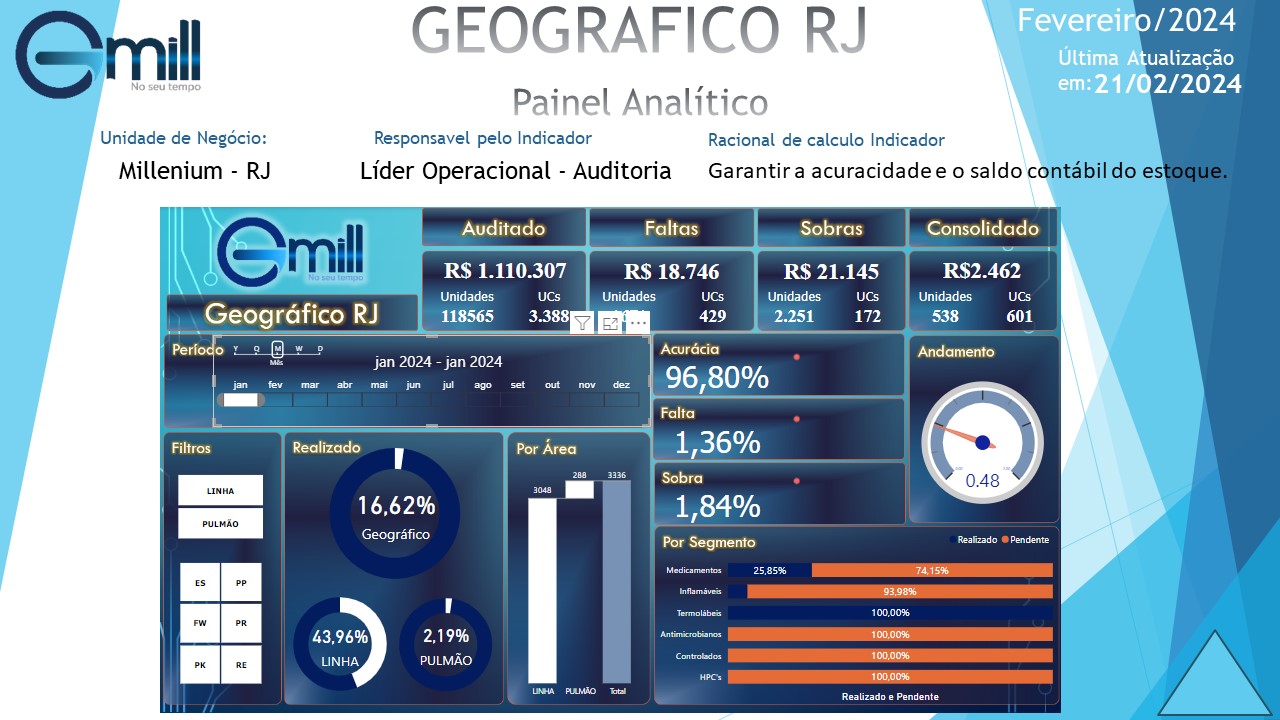 Gmill
No seu tempo
GEOGRAFICO RJ
Painel Analítico
Fevereiro/2024
Última Atualização
em:21/02/2024
Unidade de Negócio:
Millenium - RJ
Responsavel pelo Indicador
Líder Operacional - Auditoria
Racional de calculo Indicador
Garantir a acuracidade e o saldo contábil do estoque.
Gmill
No seu tempo
Geográfico RJ
Auditado
R$ 1.110.307
Unidades UCs
118565 3.388
Faltas
R$ 18.746
Unidades UCs
429
Sobras
R$ 21.145
Unidades UCs
2.251 172
Consolidado
R$2.462
Unidades UCs
538 601
Período
Y Q M W D
Mês
jan 2024 - jan 2024
jan fev mar abr mai jun jul ago set out nov dez
Acurácia
96,80%
Falta
1,36%
Sobra
1,84%
Andamento
0.48
Filtros
LINHA
PULMÃO
ES PP
FW PR
PK RE
Realizado
16,62%
Geográfico
43,96%
LINHA
2,19%
PULMÃO
Por Área
3048 288 3336
LINHA PULMÃO Total
Por Segmento
Realizado Pendente
Medicamentos 25,85% 74,15%
Inflamáveis 93,98%
Termolábeis 100,00%
Antimicrobianos 100,00%
Controlados 100,00%
HPC's 100,00%
Realizado e Pendente